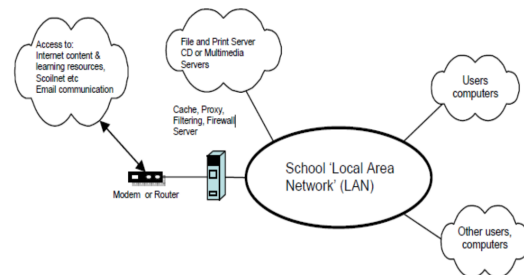 Access to:
Internet content &
learning resources,
Scoilnet etc
Email communication
File and Print Server
CD or Multimedia
Servers
Users
computers
Cache, Proxy,
Filtering, Firewall
Server
School 'Local Area
Network' (LAN)
Modem or Router
Other users,
computers